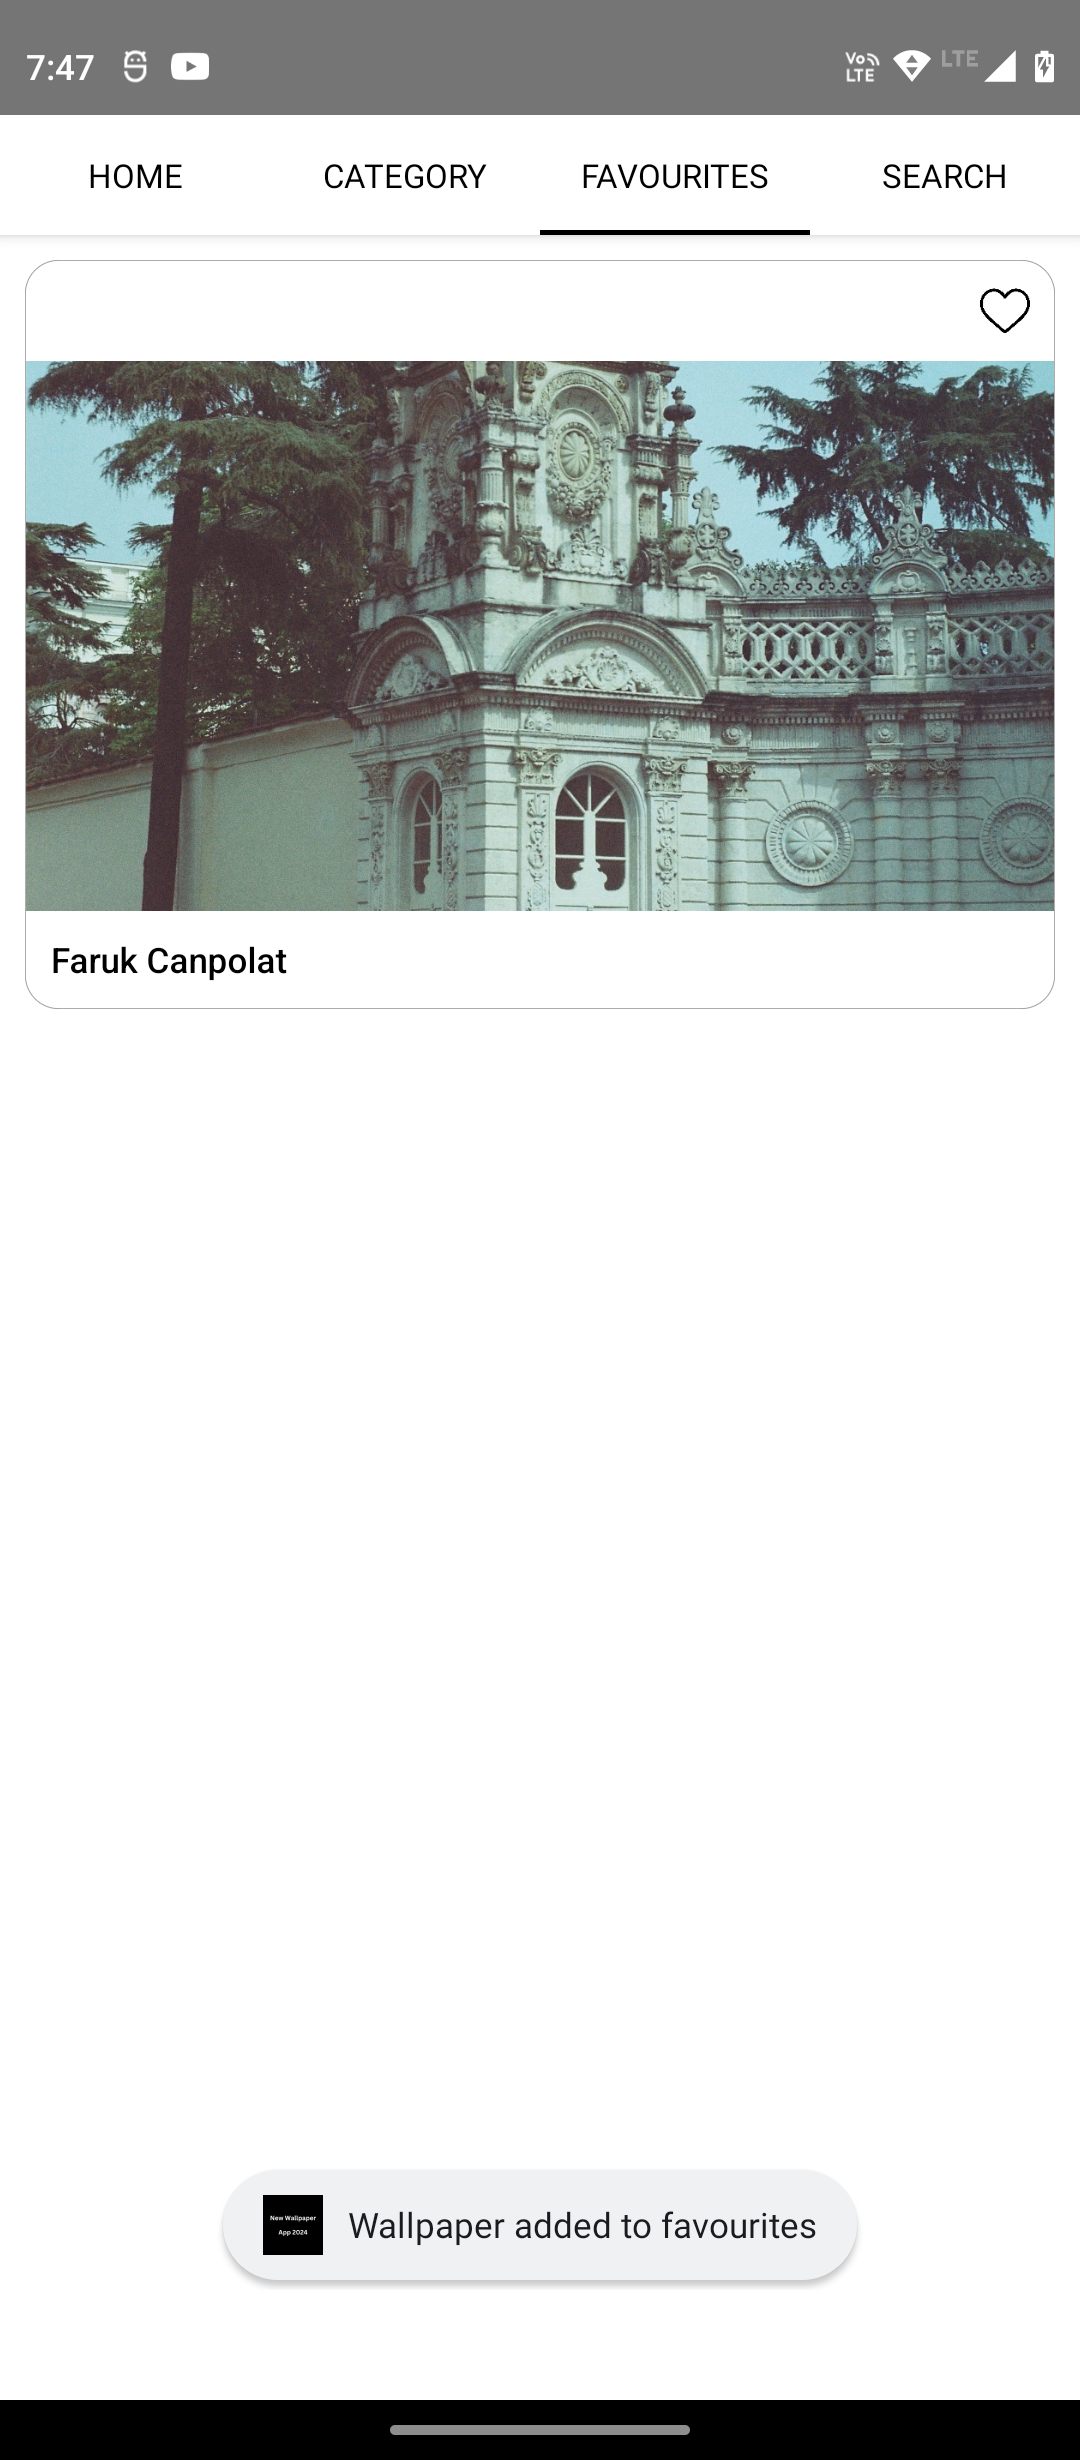 7:47
Vo LTE
LTE
HOME CATEGORY FAVOURITES SEARCH
Faruk Canpolat
New Wallpaper
App 2024
Wallpaper added to favourites